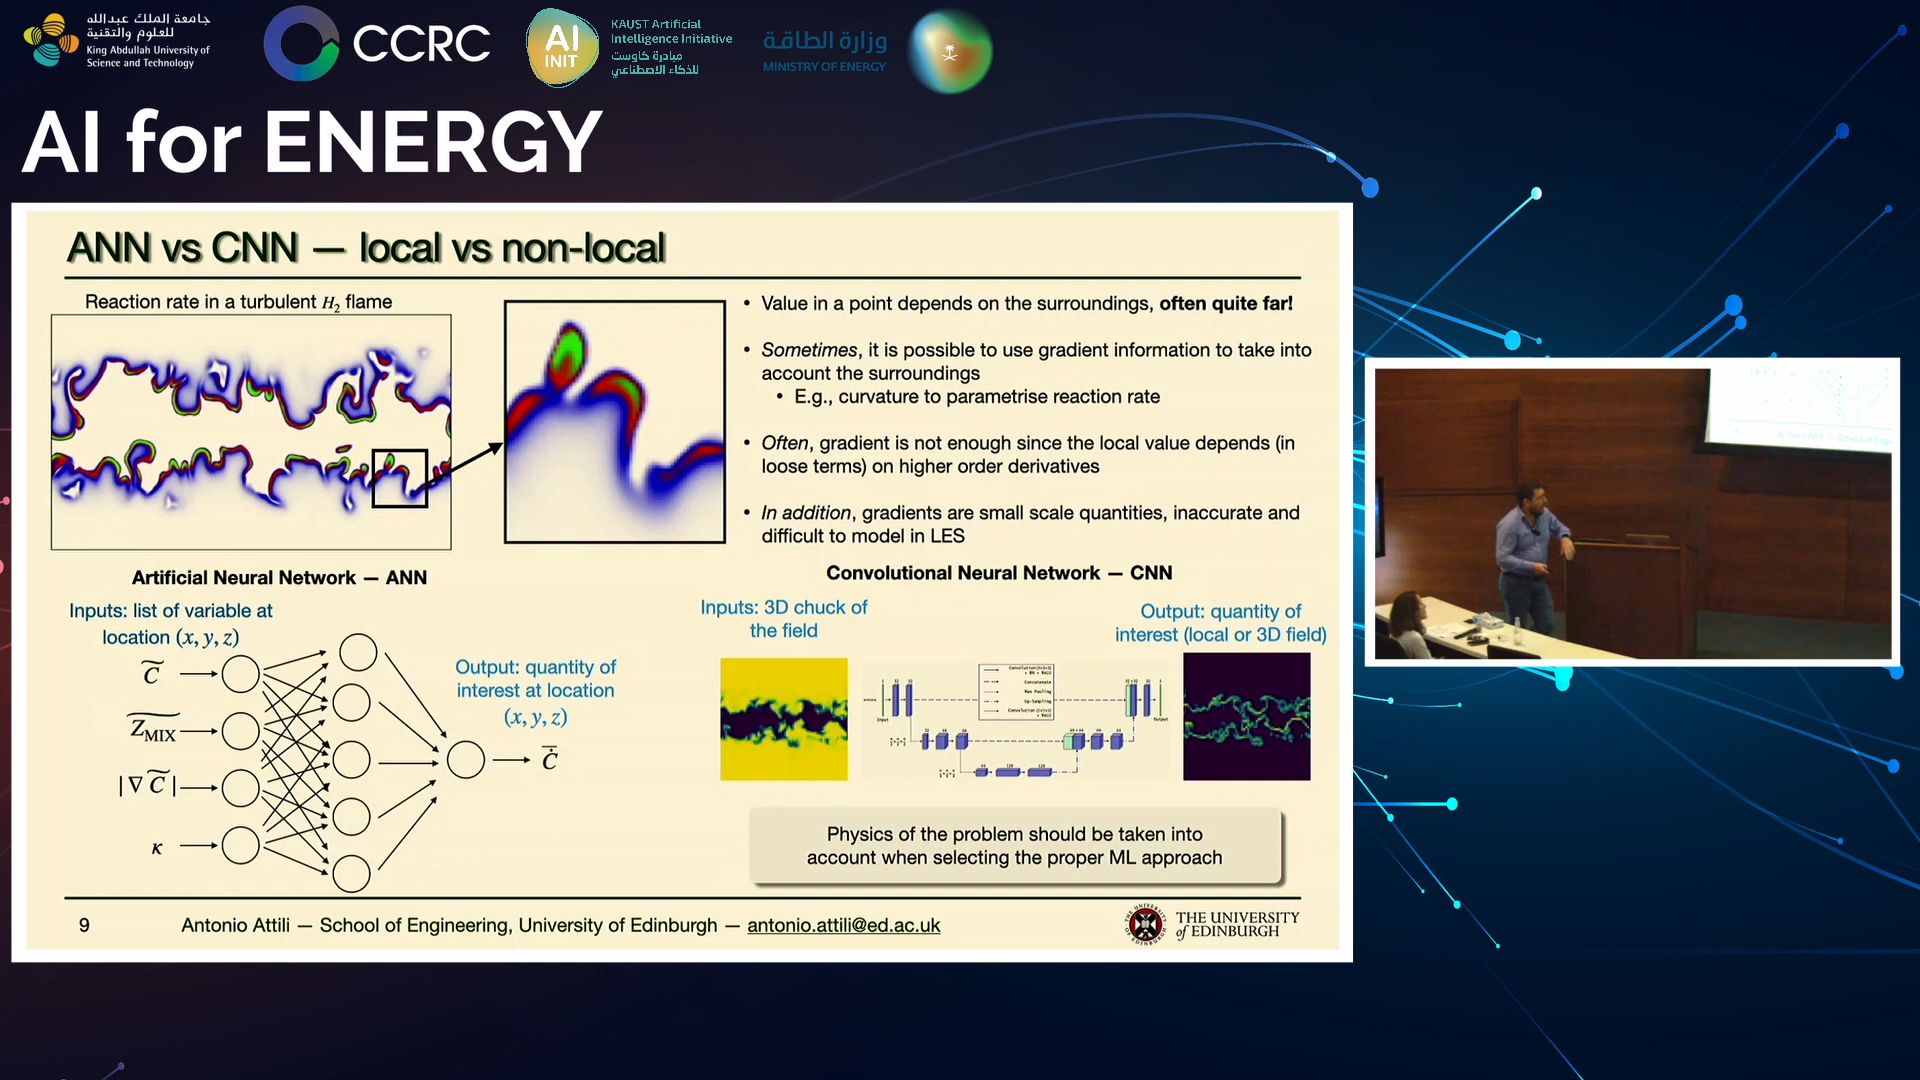 جامعة الملك عبدالله
للعلوم والتقنية
King Abdullah University of
Science and Technology
CCRC
AI
INIT
KAUST Artificial
Intelligence Initiative
مبادرة كاوست
للذكاء الاصطناعي
وزارة الطاقة
MINISTRY OF ENERGY
AI for ENERGY
ANN vs CNN — local vs non-local
Reaction rate in a turbulent H₂ flame
• Value in a point depends on the surroundings, often quite far!
• Sometimes, it is possible to use gradient information to take into
account the surroundings
• E.g., curvature to parametrise reaction rate
• Often, gradient is not enough since the local value depends (in
loose terms) on higher order derivatives
• In addition, gradients are small scale quantities, inaccurate and
difficult to model in LES
Artificial Neural Network — ANN
Inputs: list of variable at
location (x, y, z)
C̃
Z̃_MIX
|∇C̃|
κ
Output: quantity of
interest at location
(x, y, z)
Convolutional Neural Network — CNN
Inputs: 3D chuck of
the field
Output: quantity of
interest (local or 3D field)
Concatenate
Max Pooling
Up-Sampling
Input
Output
Physics of the problem should be taken into
account when selecting the proper ML approach
9
Antonio Attili — School of Engineering, University of Edinburgh — antonio.attili@ed.ac.uk
THE UNIVERSITY
of EDINBURGH